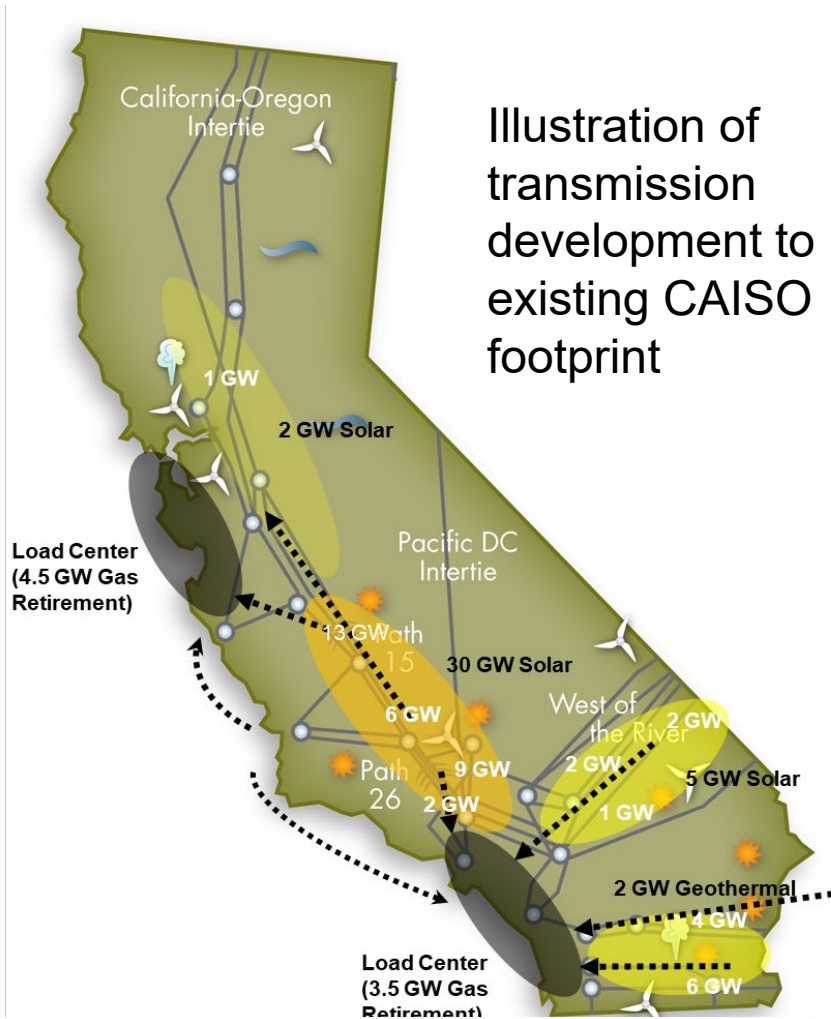 California-Oregon
Intertie
Illustration of
transmission
development to
existing CAISO
footprint
1 GW
2 GW Solar
Load Center
(4.5 GW Gas
Retirement)
Pacific DC
Intertie
13 GW
Path
15
30 GW Solar
6 GW
West of
the River
2 GW
Path
26
9 GW
2 GW
2 GW
5 GW Solar
1 GW
2 GW Geothermal
4 GW
Load Center
(3.5 GW Gas
Retirement)
6 GW